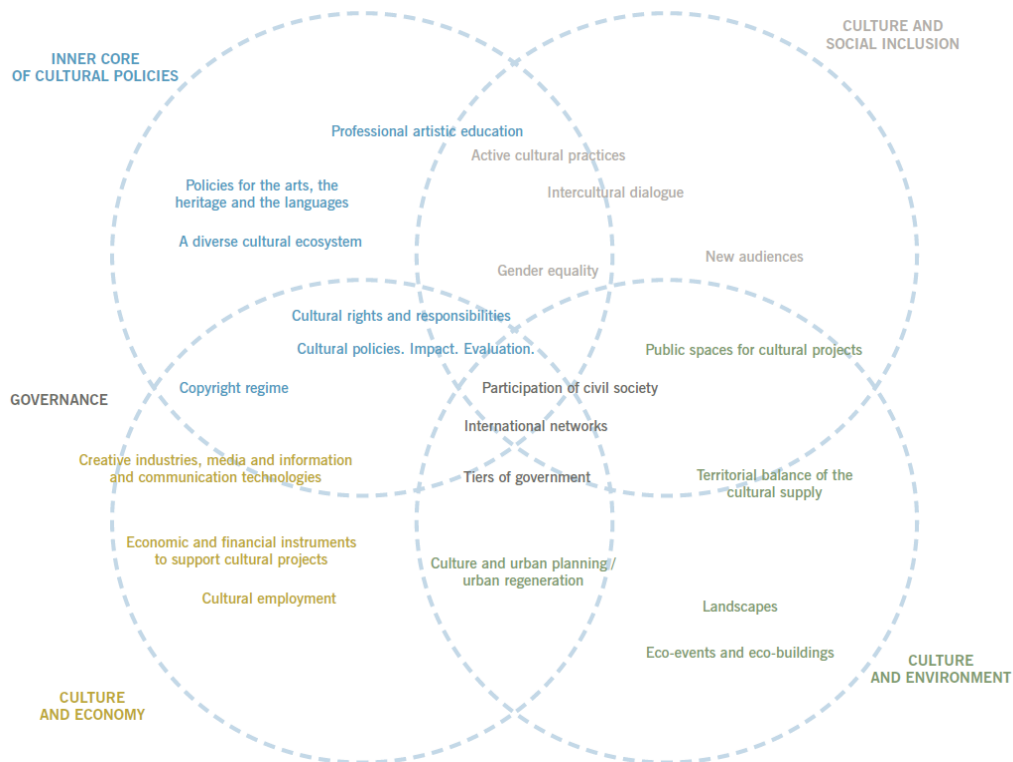 CULTURE AND
SOCIAL INCLUSION
INNER CORE
OF CULTURAL POLICIES
Professional artistic education
Active cultural practices
Policies for the arts, the
heritage and the languages
Intercultural dialogue
A diverse cultural ecosystem
New audiences
Gender equality
Cultural rights and responsibilities
Cultural policies. Impact. Evaluation.
Public spaces for cultural projects
Copyright regime
Participation of civil society
GOVERNANCE
International networks
Creative industries, media and information
and communication technologies
Tiers of government
Territorial balance of the
cultural supply
Economic and financial instruments
to support cultural projects
Culture and urban planning/
urban regeneration
Cultural employment
Landscapes
Eco-events and eco-buildings
CULTURE
AND ENVIRONMENT
CULTURE
AND ECONOMY